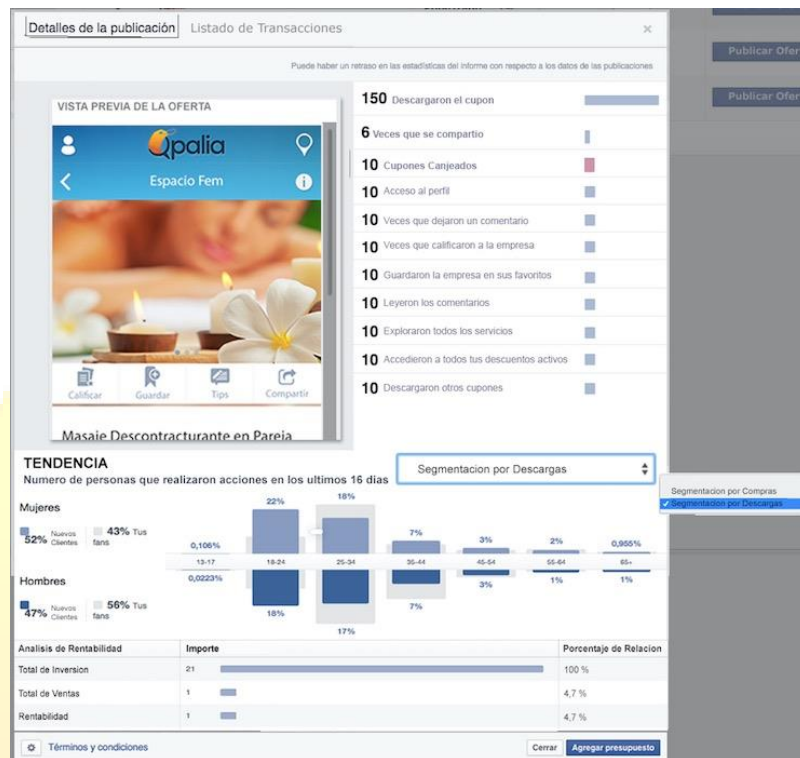 Detalles de la publicación
Listado de Transacciones
×
Publicar Ofer
Publicar Ofer
Puede haber un retraso en las estadísticas del informe con respecto a los datos de las publicaciones
VISTA PREVIA DE LA OFERTA
Opalia
Espacio Fem
Calificar Guardar Tips Compartir
Masaje Descontracturante en Pareja
150 Descargaron el cupon
6 Veces que se compartio
10 Cupones Canjeados
10 Acceso al perfil
10 Veces que dejaron un comentario
10 Veces que calificaron a la empresa
10 Guardaron la empresa en sus favoritos
10 Leyeron los comentarios
10 Exploraron todos los servicios
10 Accedieron a todos tus descuentos activos
10 Descargaron otros cupones
TENDENCIA
Numero de personas que realizaron acciones en los ultimos 16 dias
Segmentacion por Descargas
Segmentacion por Compras
✓ Segmentacion por Descargas
Mujeres
52% Nuevos Clientes 43% Tus fans
0,106% 22% 18% 7% 3% 2% 0,955%
13-17 18-24 25-34 35-44 45-54 55-64 65+
Hombres
47% Nuevos Clientes 56% Tus fans
0,0223% 18% 17% 7% 3% 1% 1%
Analisis de Rentabilidad Importe Porcentaje de Relacion
Total de Inversion 21 100 %
Total de Ventas 1 4,7 %
Rentabilidad 1 4,7 %
Términos y condiciones
Cerrar
Agregar presupuesto